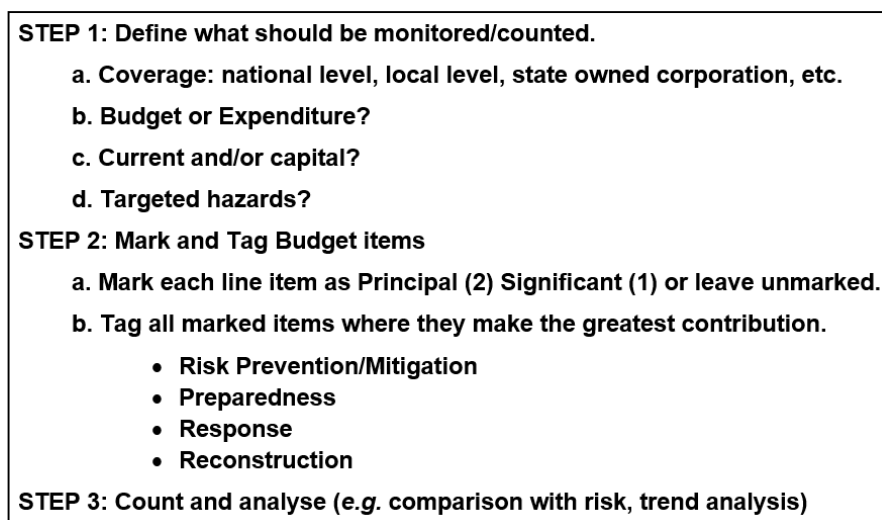 STEP 1: Define what should be monitored/counted.
a. Coverage: national level, local level, state owned corporation, etc.
b. Budget or Expenditure?
c. Current and/or capital?
d. Targeted hazards?
STEP 2: Mark and Tag Budget items
a. Mark each line item as Principal (2) Significant (1) or leave unmarked.
b. Tag all marked items where they make the greatest contribution.
• Risk Prevention/Mitigation
• Preparedness
• Response
• Reconstruction
STEP 3: Count and analyse (e.g. comparison with risk, trend analysis)